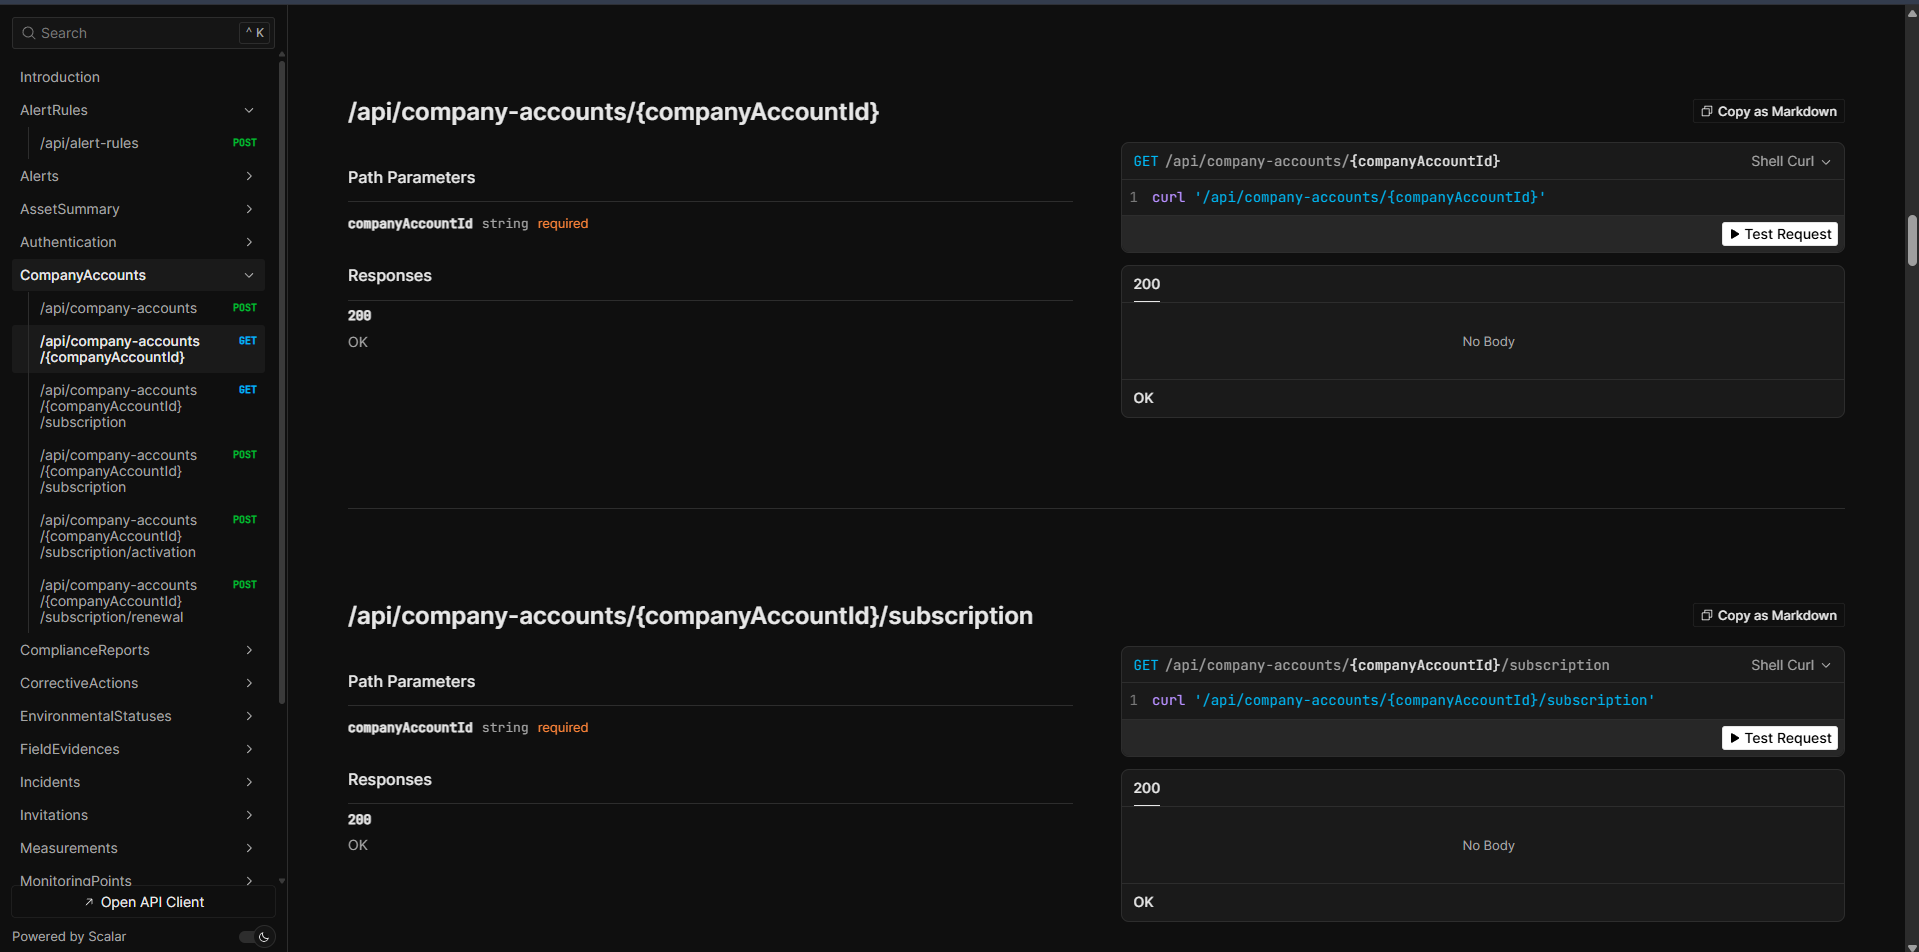 Search
^ K
Introduction
AlertRules
/api/alert-rules POST
Alerts
AssetSummary
Authentication
CompanyAccounts
/api/company-accounts POST
/api/company-accounts GET
/{companyAccountId}
/api/company-accounts GET
/{companyAccountId}
/subscription
/api/company-accounts POST
/{companyAccountId}
/subscription
/api/company-accounts POST
/{companyAccountId}
/subscription/activation
/api/company-accounts POST
/{companyAccountId}
/subscription/renewal
ComplianceReports
CorrectiveActions
EnvironmentalStatuses
FieldEvidences
Incidents
Invitations
Measurements
MonitoringPoints
Open API Client
Powered by Scalar
/api/company-accounts/{companyAccountId}
Copy as Markdown
Path Parameters
companyAccountId string required
Responses
200
OK
GET /api/company-accounts/{companyAccountId}
Shell Curl
1 curl '/api/company-accounts/{companyAccountId}'
Test Request
200
No Body
OK
/api/company-accounts/{companyAccountId}/subscription
Copy as Markdown
Path Parameters
companyAccountId string required
Responses
200
OK
GET /api/company-accounts/{companyAccountId}/subscription
Shell Curl
1 curl '/api/company-accounts/{companyAccountId}/subscription'
Test Request
200
No Body
OK